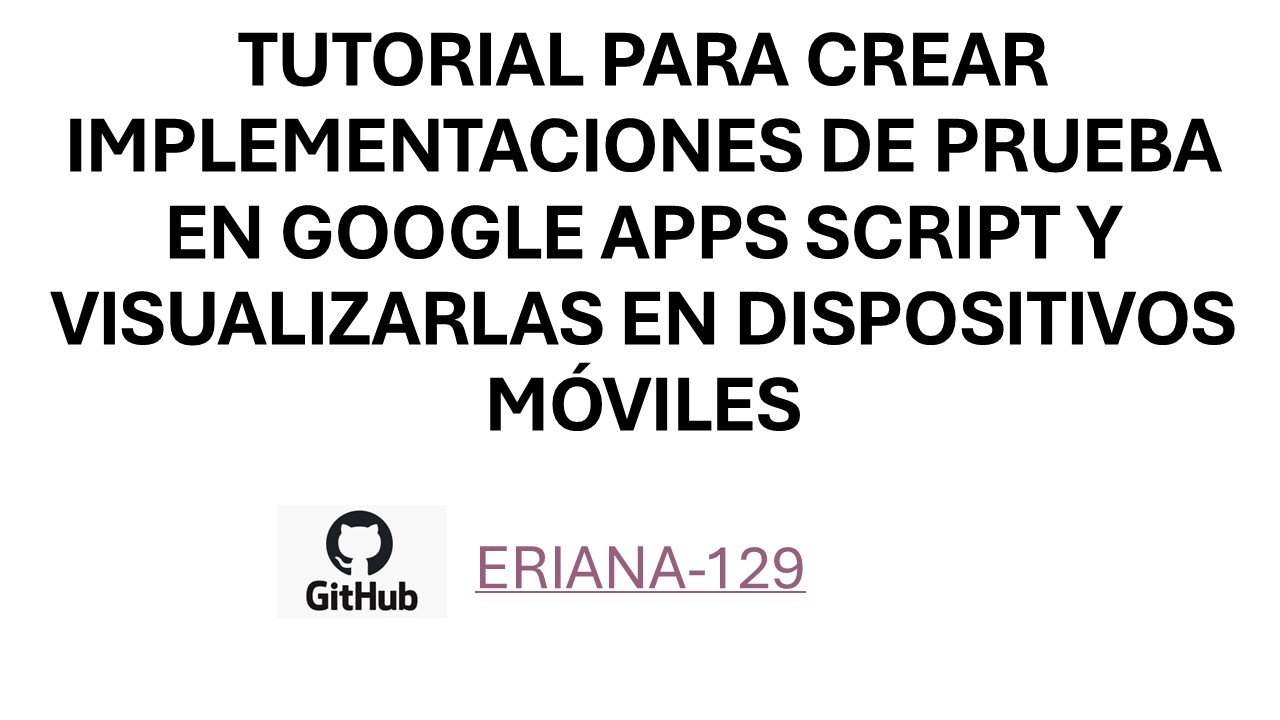 TUTORIAL PARA CREAR
IMPLEMENTACIONES DE PRUEBA
EN GOOGLE APPS SCRIPT Y
VISUALIZARLAS EN DISPOSITIVOS
MÓVILES
GitHub
ERIANA-129